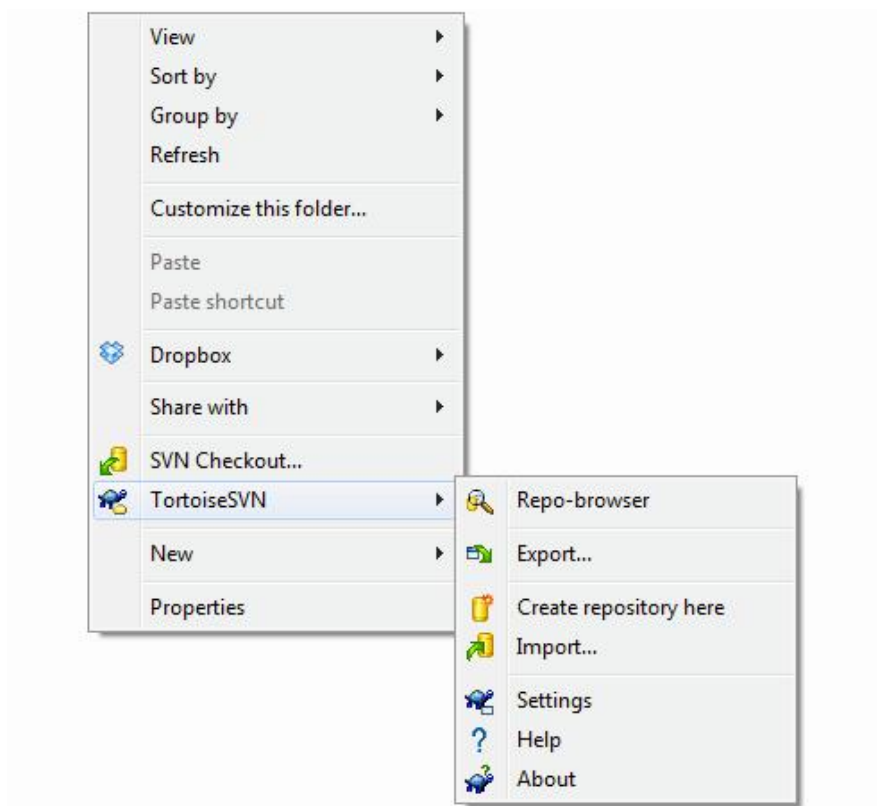 View
Sort by
Group by
Refresh
Customize this folder...
Paste
Paste shortcut
Dropbox
Share with
SVN Checkout...
TortoiseSVN
New
Properties
Repo-browser
Export...
Create repository here
Import...
Settings
Help
About